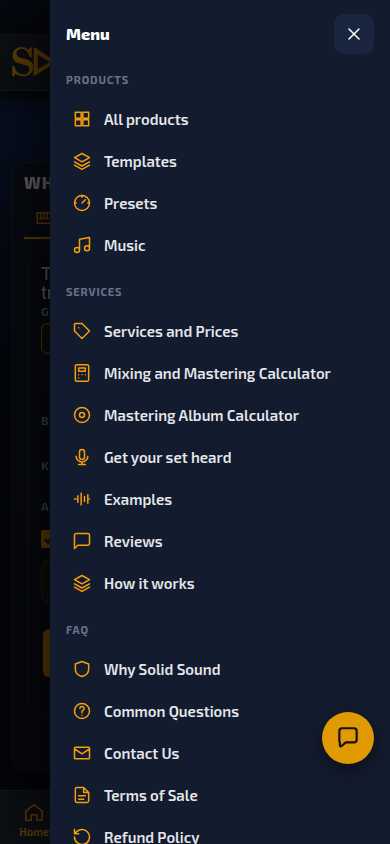 Menu
PRODUCTS
All products
Templates
Presets
Music
SERVICES
Services and Prices
Mixing and Mastering Calculator
Mastering Album Calculator
Get your set heard
Examples
Reviews
How it works
FAQ
Why Solid Sound
Common Questions
Contact Us
Terms of Sale
Refund Policy
Home